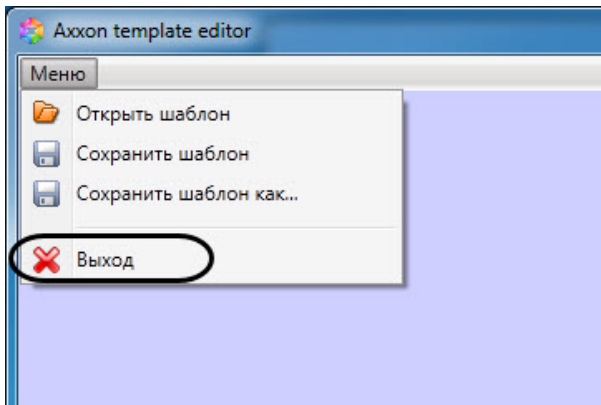 Axxon template editor
Меню
Открыть шаблон
Сохранить шаблон
Сохранить шаблон как...
Выход